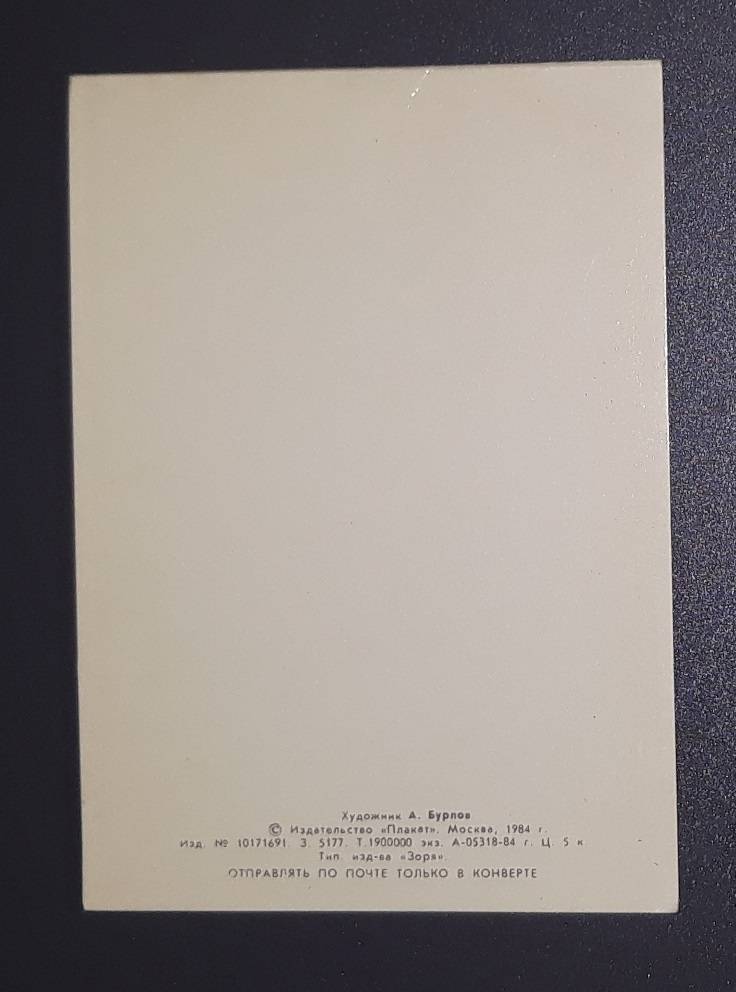 Художник А. Бурлов
© Издательство «Плакат». Москва, 1984 г.
Изд. № 10171691. З. 5177. Т. 1900000 экз. А-05318-84 г. Ц. 5 к.
Тип. изд-ва «Зоря».
ОТПРАВЛЯТЬ ПО ПОЧТЕ ТОЛЬКО В КОНВЕРТЕ